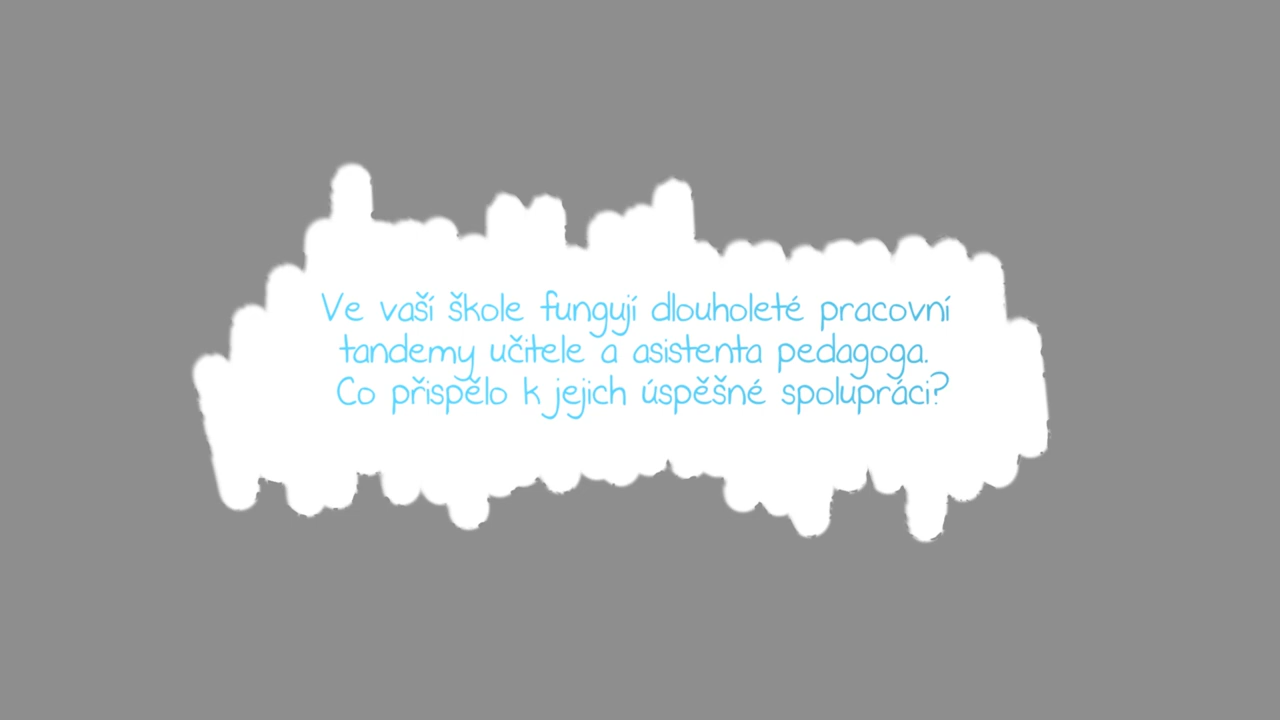 Ve vaší škole fungují dlouholeté pracovní
tandemy učitele a asistenta pedagoga.
Co přispělo k jejich úspěšné spolupráci?